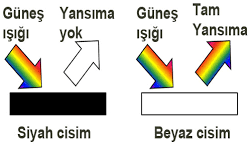 Güneş ışığı
Yansıma yok
Güneş ışığı
Tam Yansıma
Siyah cisim
Beyaz cisim